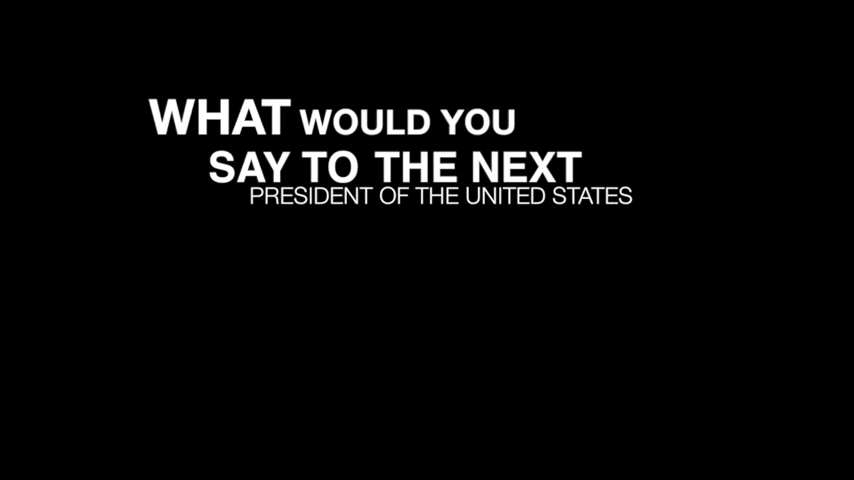 WHAT WOULD YOU
SAY TO THE NEXT
PRESIDENT OF THE UNITED STATES